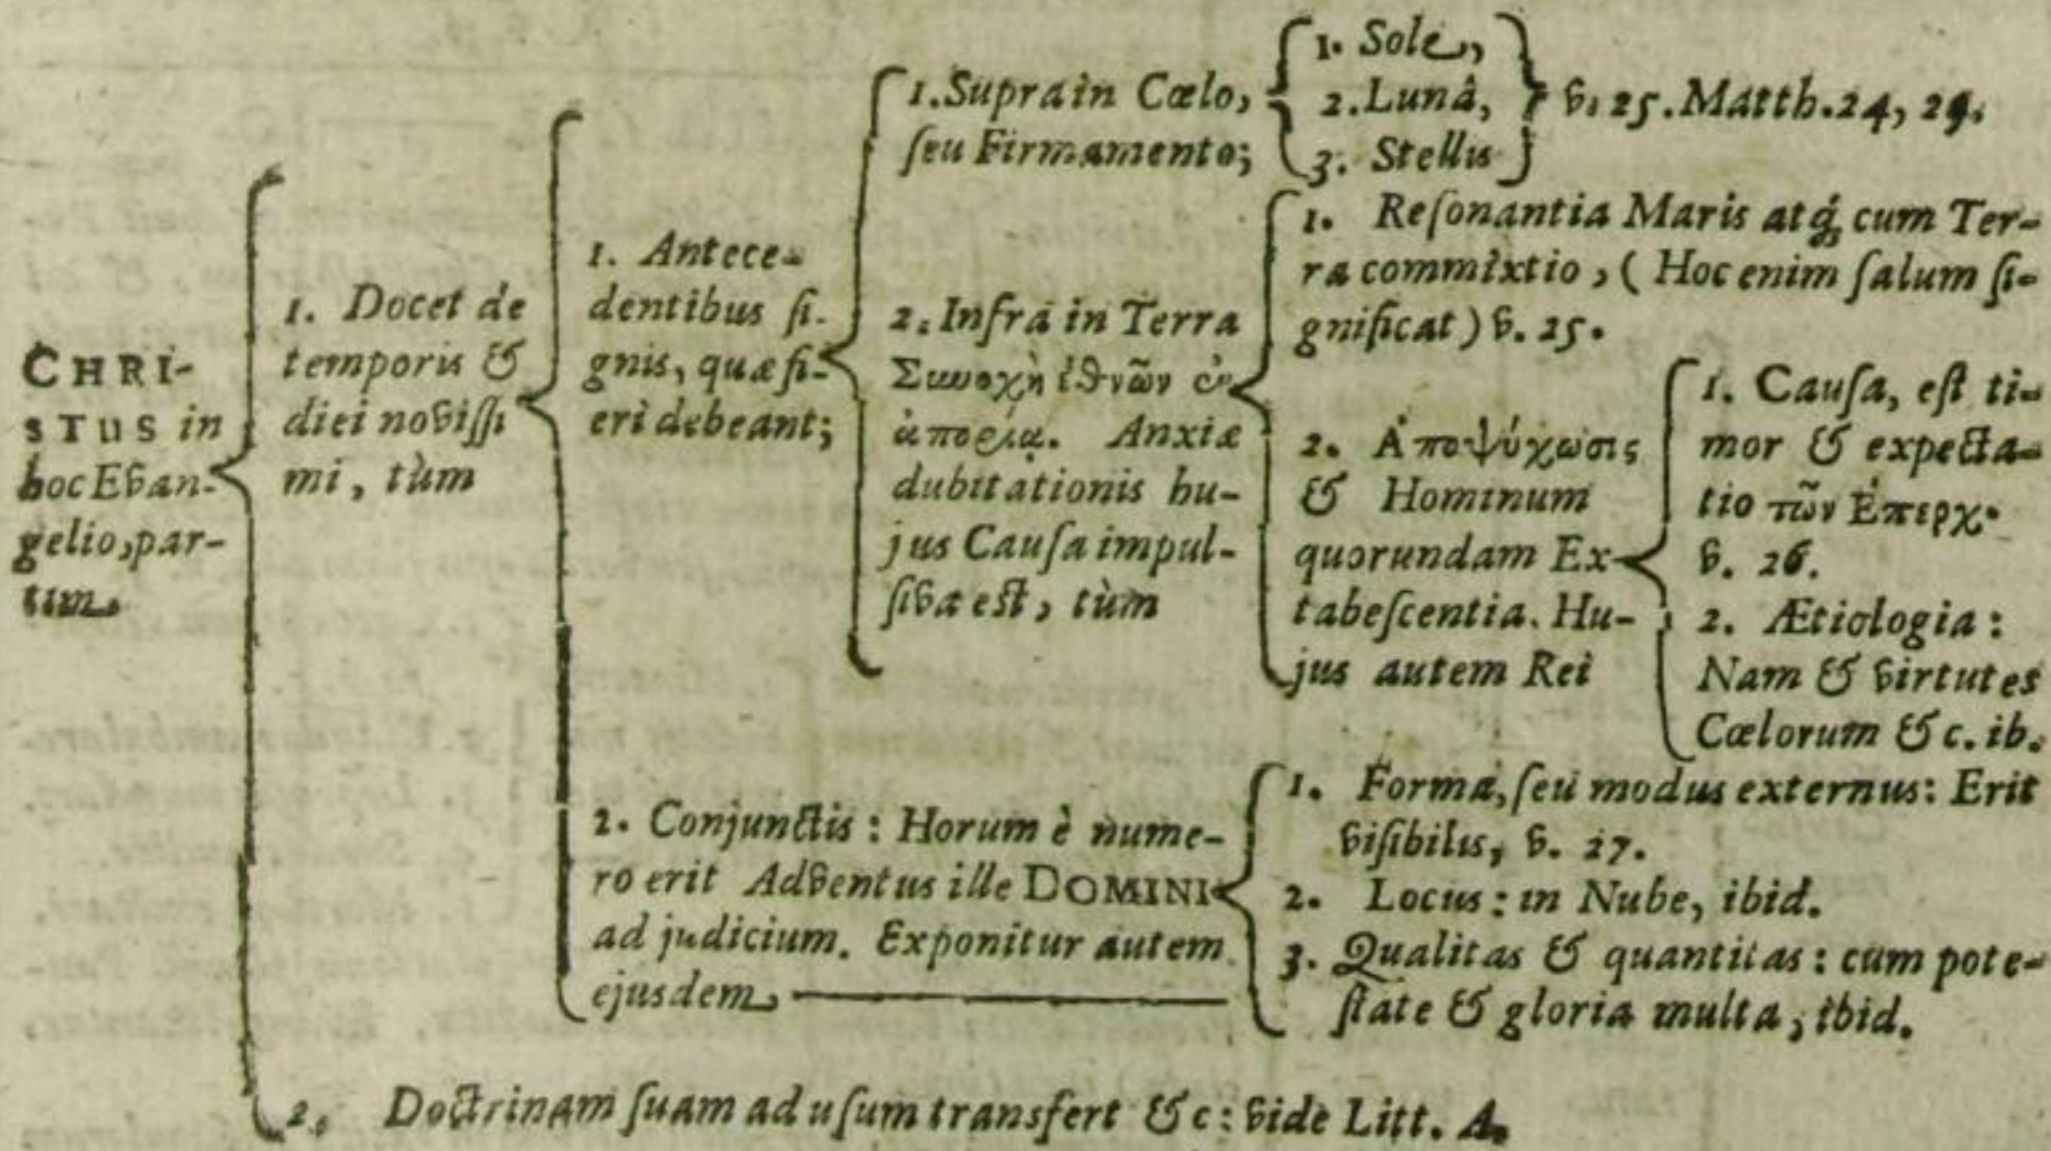 CHRI-
STUS in
hoc Evan-
gelio, par-
tim
1. Docet de
temporis &
diei novissi
mi, tùm
1. Antece-
dentibus si-
gnis, quæ fi-
eri debeant;
1. Supra in Cœlo,
seu Firmamento;
1. Sole,
2. Lunâ,
3. Stellis
v. 25. Matth. 24, 29.
2. Infra in Terra
Συνοχὴ ἐθνῶν ἐν
ἀπορίᾳ. Anxiæ
dubitationis hu-
jus Causa impul-
siva est, tùm
1. Resonantia Maris atq; cum Ter-
ra commixtio, (Hoc enim salum si-
gnificat) v. 25.
2. Ἀποψύχωσις
& Hominum
quorundam Ex-
tabescentia. Hu-
jus autem Rei
1. Causa, est ti-
mor & expecta-
tio τῶν Ἐπερχ.
v. 26.
2. Ætiologia:
Nam & virtutes
Cœlorum &c. ib.
2. Conjunctis: Horum è nume-
ro erit Adventus ille DOMINI
ad judicium. Exponitur autem
ejusdem
1. Forma, seu modus externus: Erit
visibilis, v. 27.
2. Locus: in Nube, ibid.
3. Qualitas & quantitas: cum pote-
state & gloria multa, ibid.
2. Doctrinam suam ad usum transfert &c: vide Litt. A.